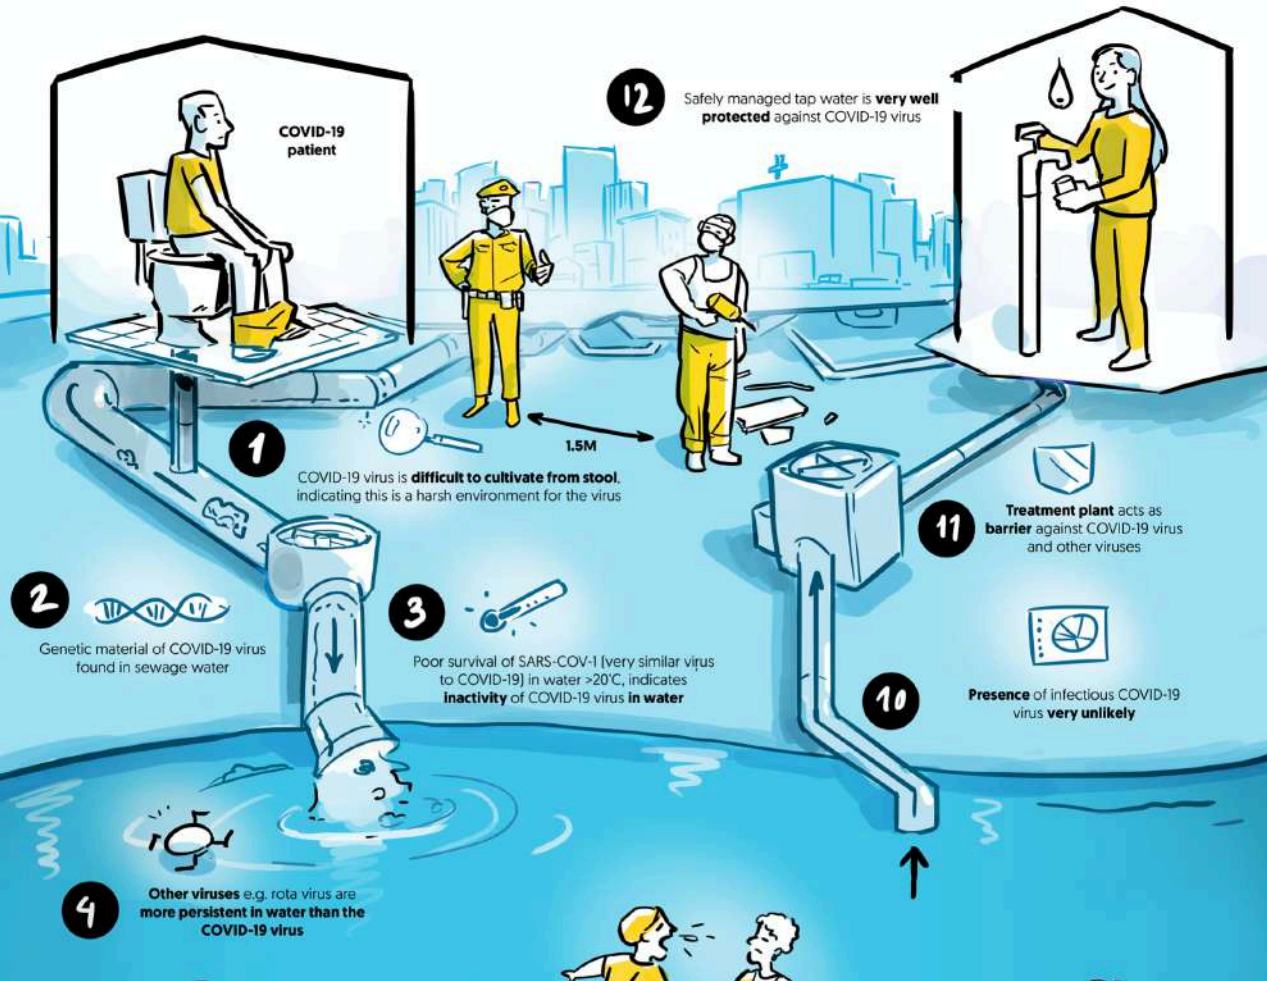 COVID-19
patient
12
Safely managed tap water is very well
protected against COVID-19 virus
1.5M
1
COVID-19 virus is difficult to cultivate from stool,
indicating this is a harsh environment for the virus
2
Genetic material of COVID-19 virus
found in sewage water
3
Poor survival of SARS-COV-1 (very similar virus
to COVID-19) in water >20°C, indicates
inactivity of COVID-19 virus in water
11
Treatment plant acts as
barrier against COVID-19 virus
and other viruses
10
Presence of infectious COVID-19
virus very unlikely
4
Other viruses e.g. rota virus are
more persistent in water than the
COVID-19 virus